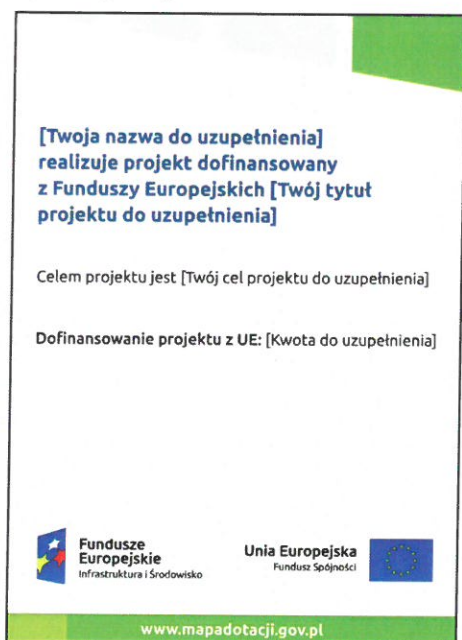 [Twoja nazwa do uzupełnienia]
realizuje projekt dofinansowany
z Funduszy Europejskich [Twój tytuł
projektu do uzupełnienia]
Celem projektu jest [Twój cel projektu do uzupełnienia]
Dofinansowanie projektu z UE: [Kwota do uzupełnienia]
Fundusze
Europejskie
Infrastruktura i Środowisko
Unia Europejska
Fundusz Spójności
www.mapadotacji.gov.pl